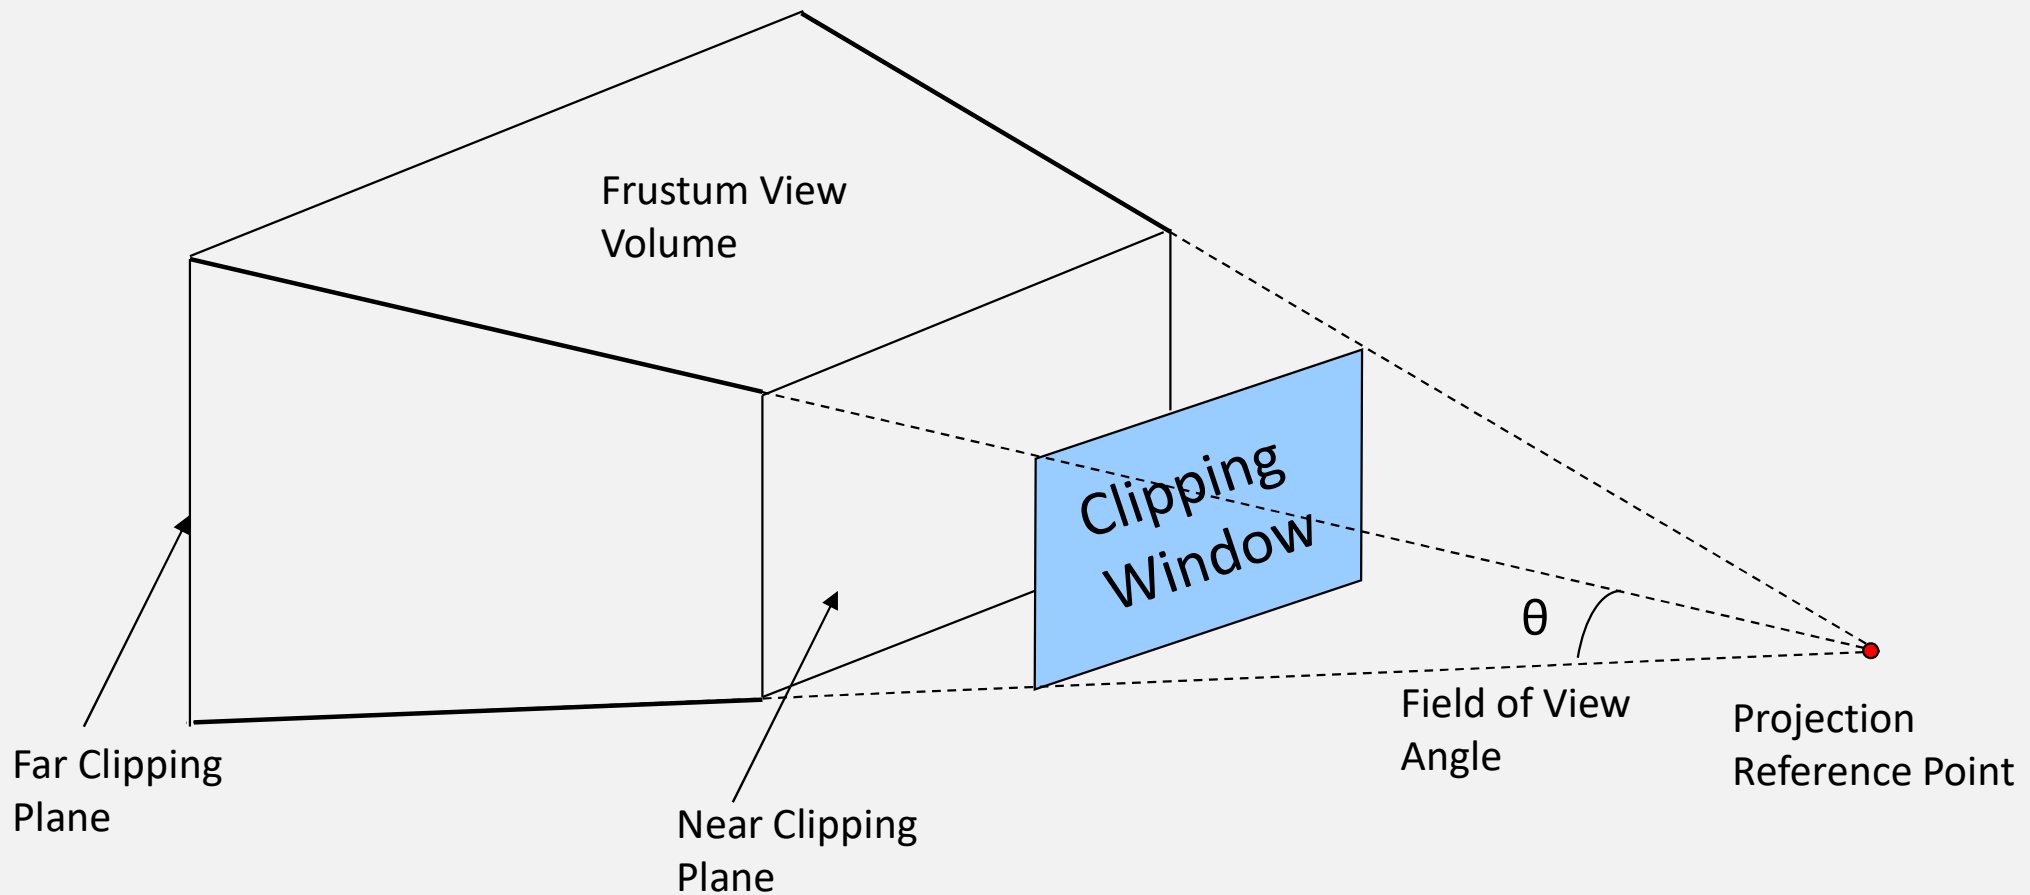 Frustum View
Volume
Clipping
Window
θ
Field of View
Angle
Projection
Reference Point
Far Clipping
Plane
Near Clipping
Plane